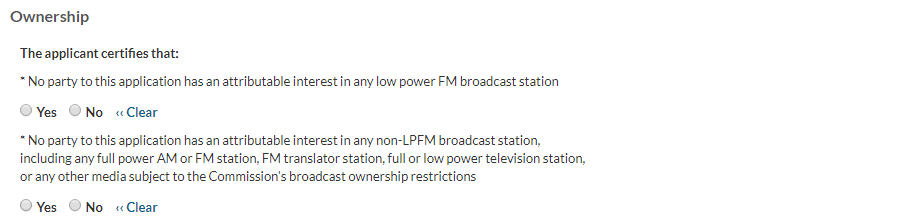 Ownership
The applicant certifies that:
* No party to this application has an attributable interest in any low power FM broadcast station
Yes No ‹‹ Clear
* No party to this application has an attributable interest in any non-LPFM broadcast station,
including any full power AM or FM station, FM translator station, full or low power television station,
or any other media subject to the Commission's broadcast ownership restrictions
Yes No ‹‹ Clear